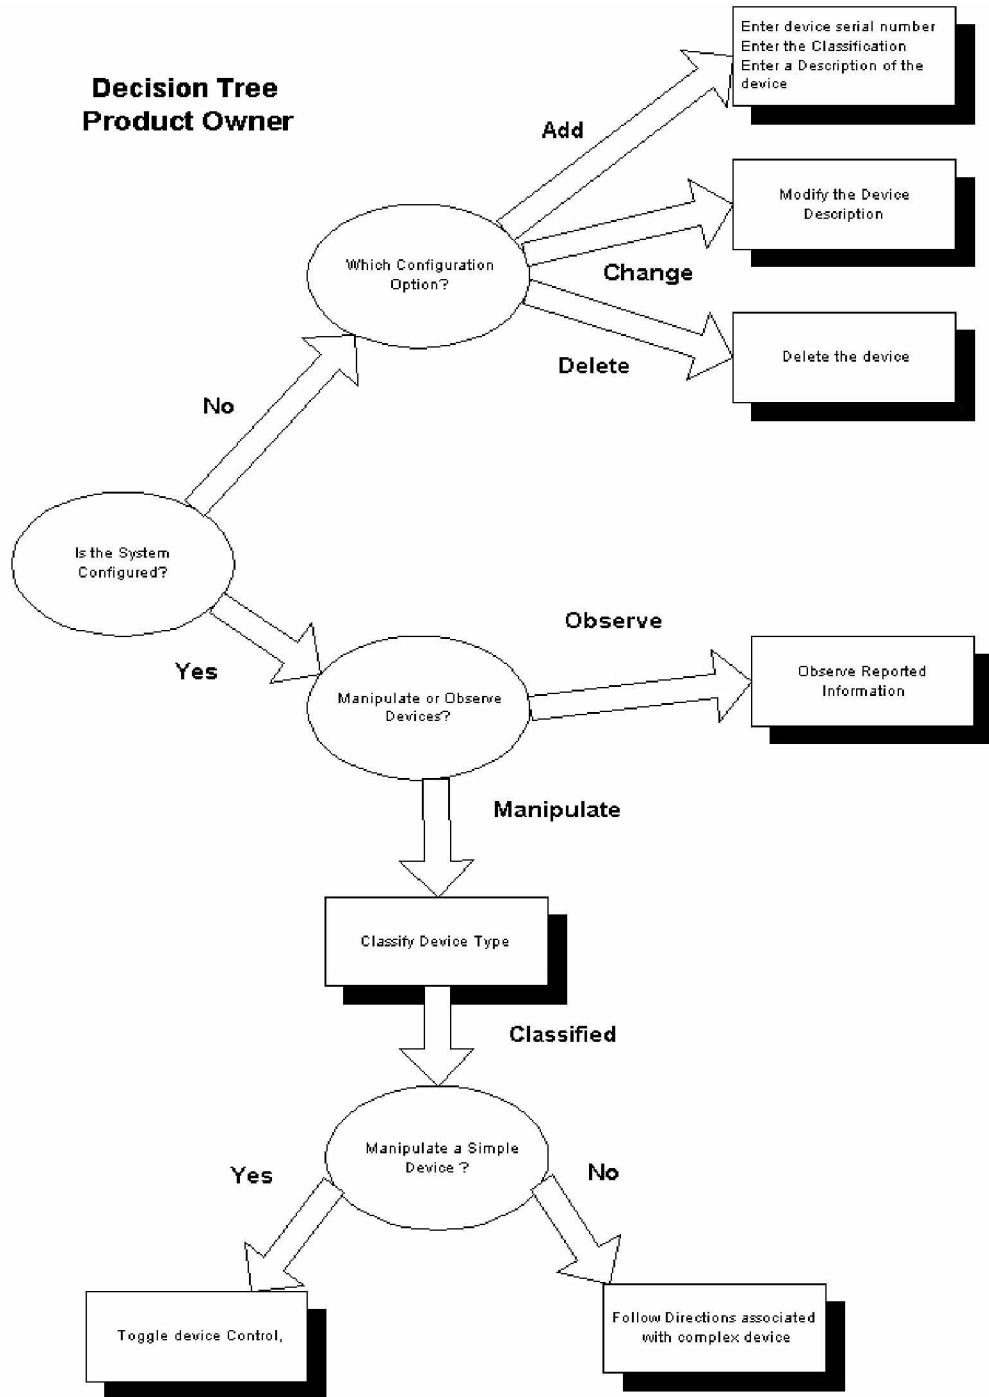 Decision Tree
Product Owner
Enter device serial number
Enter the Classification
Enter a Description of the
device
Add
Modify the Device
Description
Which Configuration
Option?
Change
Delete the device
Delete
No
Is the System
Configured?
Yes
Observe
Observe Reported
Information
Manipulate or Observe
Devices?
Manipulate
Classify Device Type
Classified
Manipulate a Simple
Device ?
Yes
No
Toggle device Control,
Follow Directions associated
with complex device